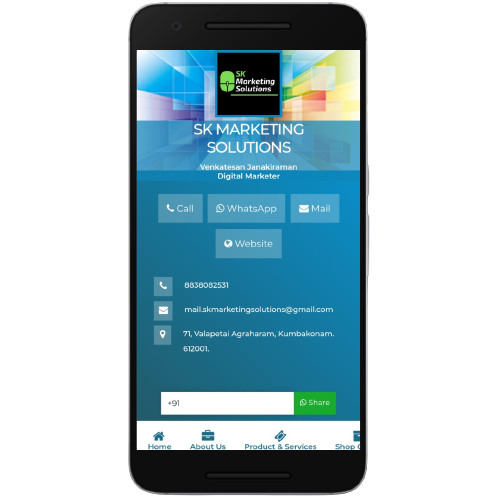 SK
Marketing
Solutions
SK MARKETING
SOLUTIONS
Venkatesan Janakiraman
Digital Marketer
Call
WhatsApp
Mail
Website
8838082531
mail.skmarketingsolutions@gmail.com
71, Valapetai Agraharam, Kumbakonam.
612001.
+91
Share
Home
About Us
Product & Services
Shop